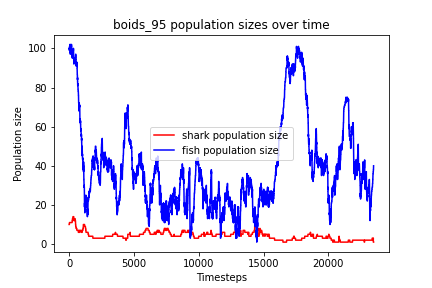 boids_95 population sizes over time
100
80
60
40
20
0
Population size
shark population size
fish population size
0 5000 10000 15000 20000
Timesteps